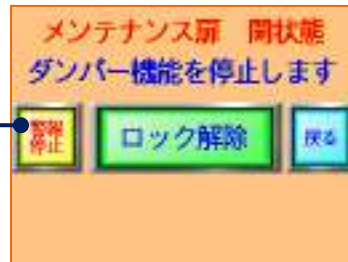 メンテナンス扉 開状態
ダンパー機能を停止します
警報
停止
ロック解除
戻る